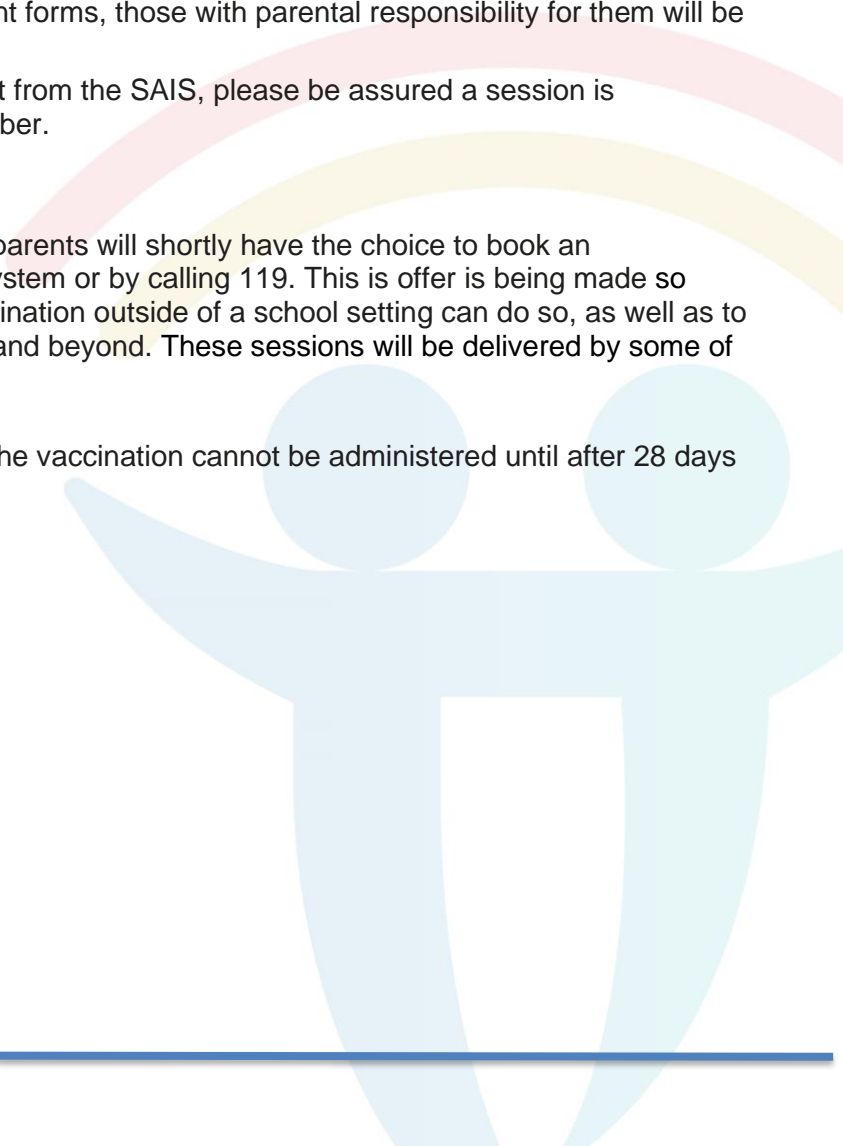 nt forms, those with parental responsibility for them will be
t from the SAIS, please be assured a session is
ber.
parents will shortly have the choice to book an
ystem or by calling 119. This is offer is being made so
ination outside of a school setting can do so, as well as to
and beyond. These sessions will be delivered by some of
he vaccination cannot be administered until after 28 days